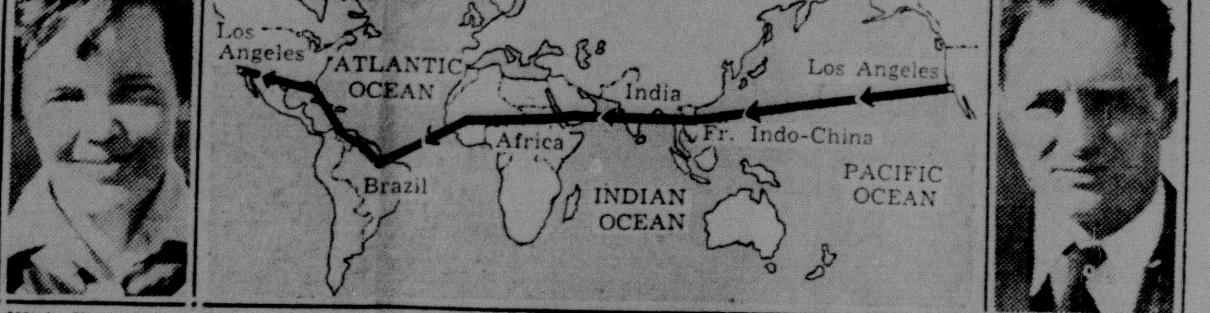 Los
Angeles
ATLANTIC
OCEAN
Los Angeles
India
Africa
Fr. Indo-China
Brazil
INDIAN
OCEAN
PACIFIC
OCEAN